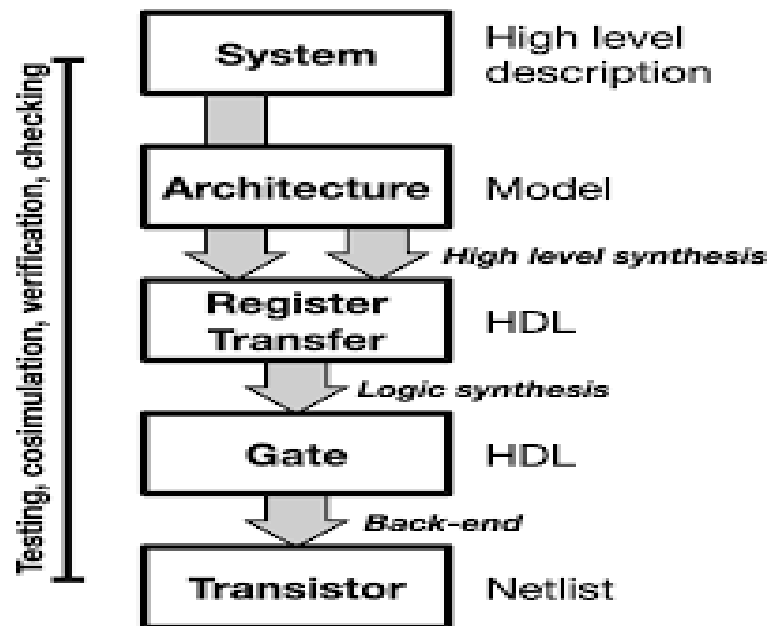 System
High level
description
Architecture
Model
High level synthesis
Register
Transfer
HDL
Logic synthesis
Gate
HDL
Back-end
Transistor
Netlist
Testing, cosimulation, verification, checking